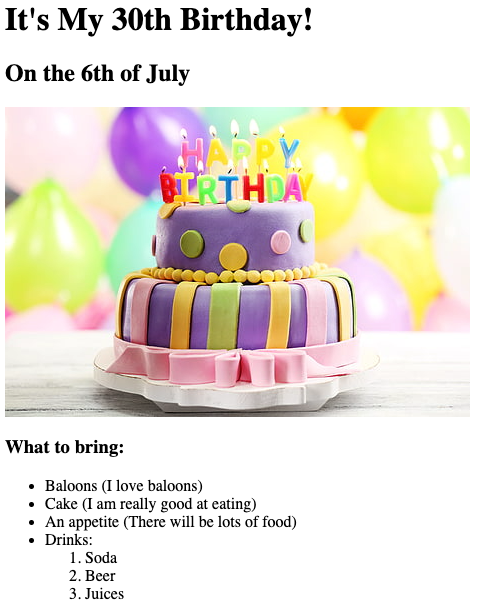 It's My 30th Birthday!
On the 6th of July
HAPPY
BIRTHDAY
What to bring:
Baloons (I love baloons)
Cake (I am really good at eating)
An appetite (There will be lots of food)
Drinks:
1. Soda
2. Beer
3. Juices